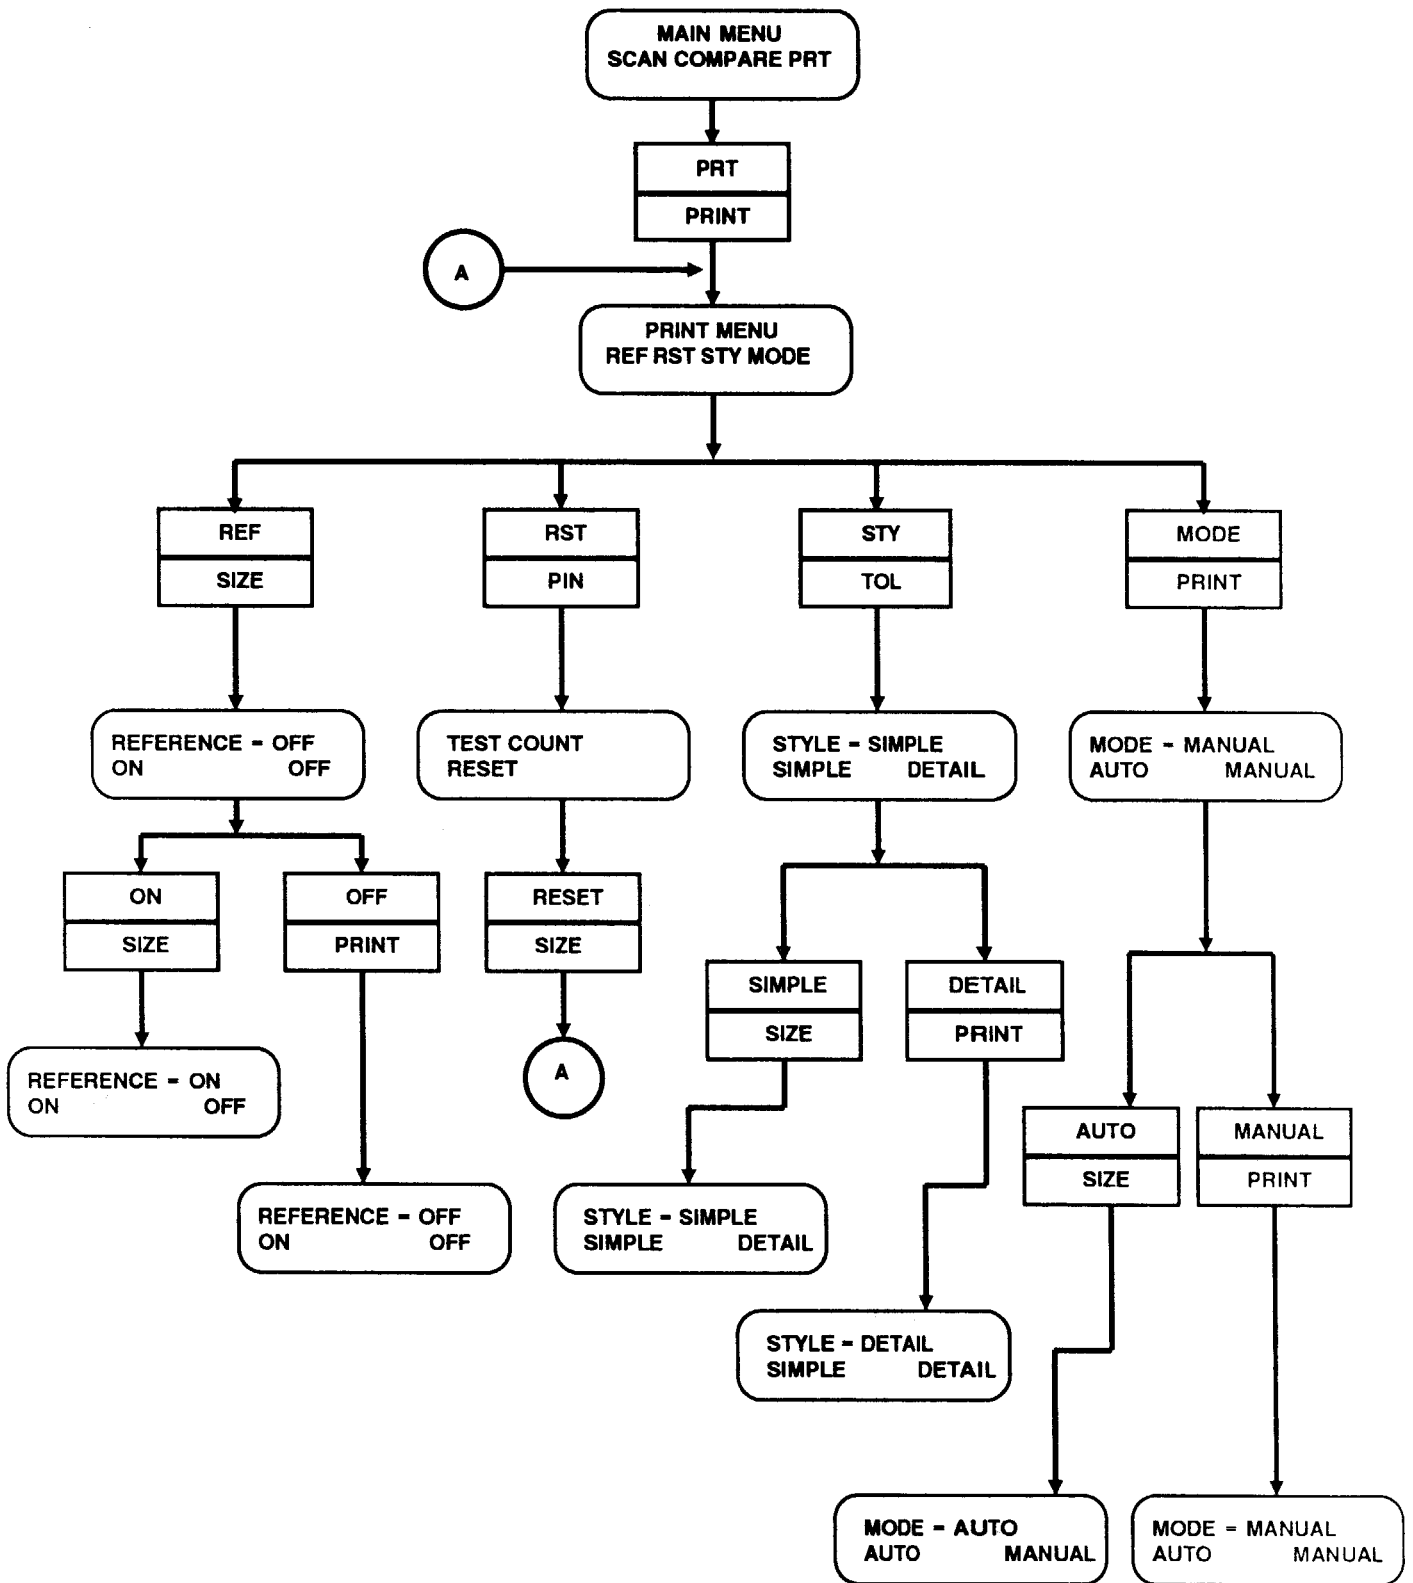 MAIN MENU
SCAN COMPARE PRT
PRT
PRINT
A
PRINT MENU
REF RST STY MODE
REF
SIZE
RST
PIN
STY
TOL
MODE
PRINT
REFERENCE = OFF
ON OFF
TEST COUNT
RESET
STYLE = SIMPLE
SIMPLE DETAIL
MODE = MANUAL
AUTO MANUAL
ON
SIZE
OFF
PRINT
RESET
SIZE
SIMPLE
SIZE
DETAIL
PRINT
REFERENCE = ON
ON OFF
A
AUTO
SIZE
MANUAL
PRINT
REFERENCE = OFF
ON OFF
STYLE = SIMPLE
SIMPLE DETAIL
STYLE = DETAIL
SIMPLE DETAIL
MODE = AUTO
AUTO MANUAL
MODE = MANUAL
AUTO MANUAL